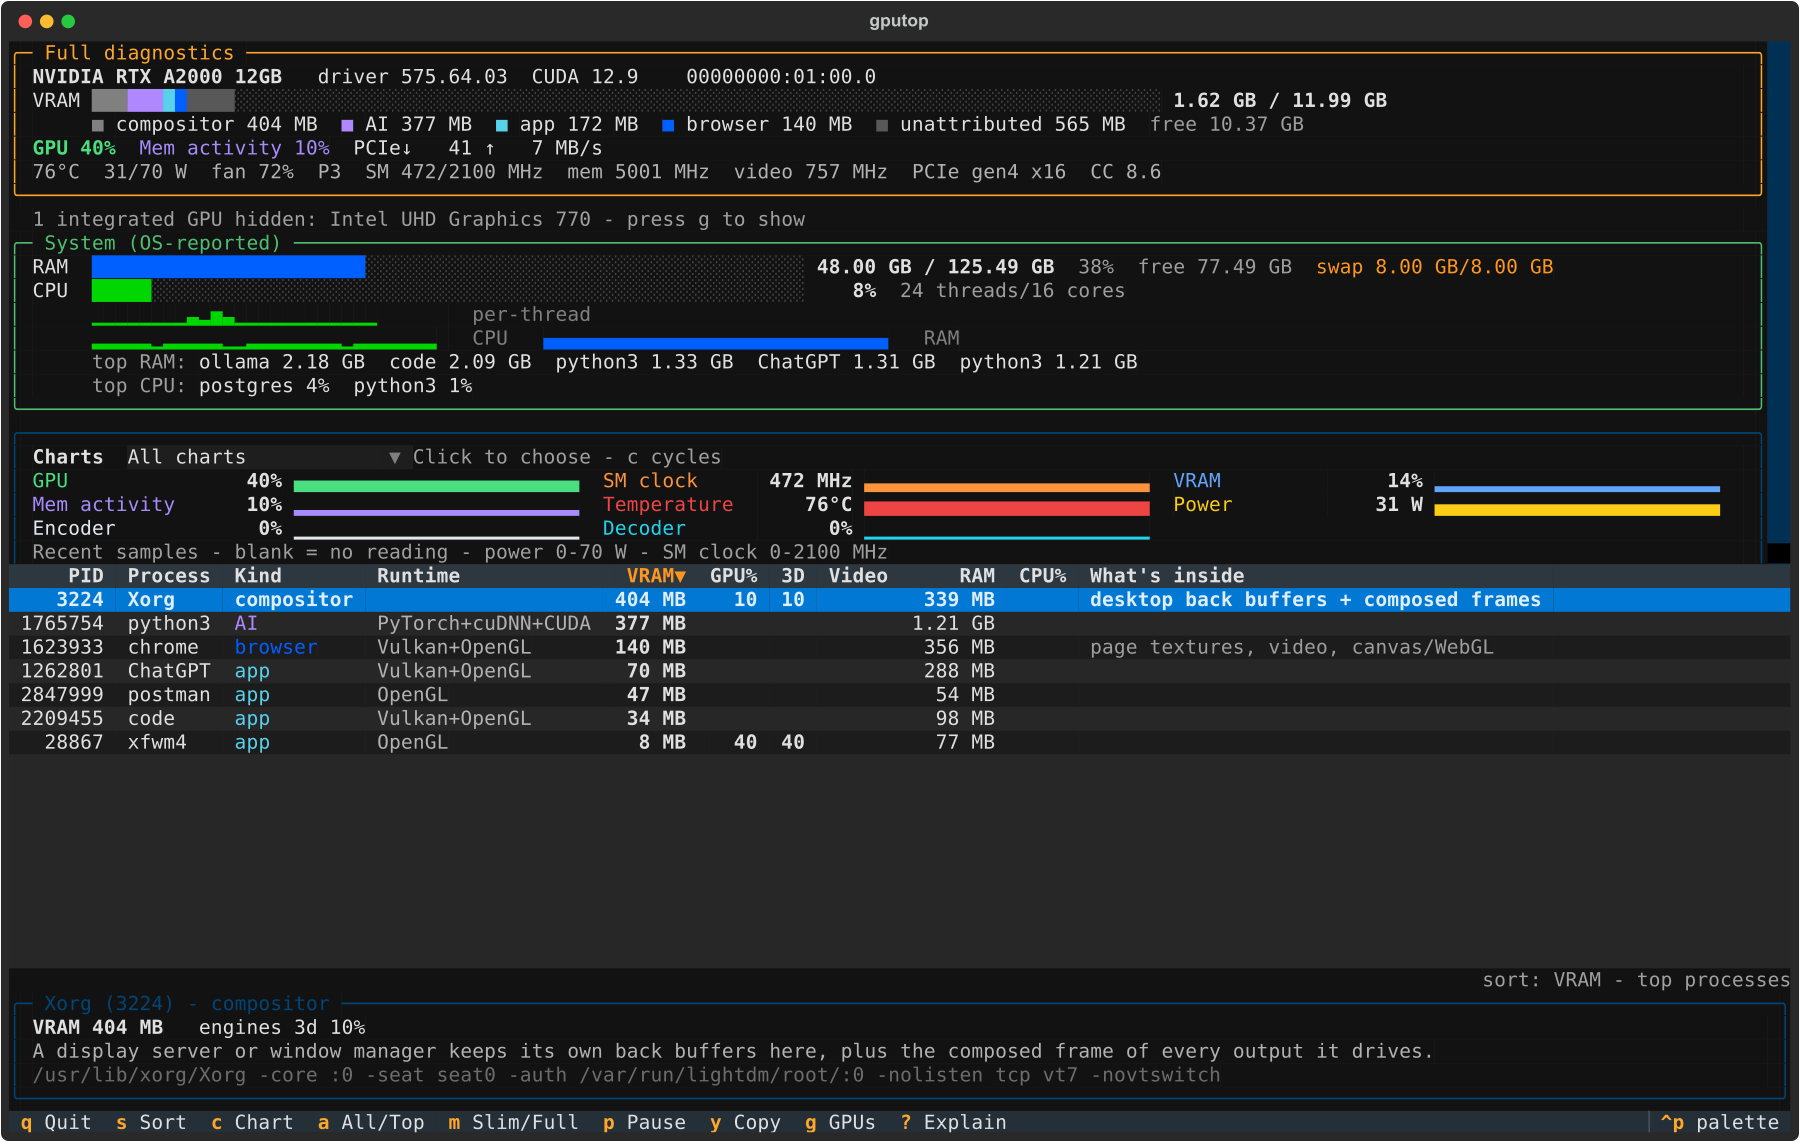 gputop
Full diagnostics
NVIDIA RTX A2000 12GB   driver 575.64.03  CUDA 12.9    00000000:01:00.0
VRAM 1.62 GB / 11.99 GB
compositor 404 MB  AI 377 MB  app 172 MB  browser 140 MB  unattributed 565 MB  free 10.37 GB
GPU 40%  Mem activity 10%  PCIe↓   41 ↑   7 MB/s
76°C  31/70 W  fan 72%  P3  SM 472/2100 MHz  mem 5001 MHz  video 757 MHz  PCIe gen4 x16  CC 8.6
1 integrated GPU hidden: Intel UHD Graphics 770 - press g to show
System (OS-reported)
RAM 48.00 GB / 125.49 GB  38%  free 77.49 GB  swap 8.00 GB/8.00 GB
CPU 8%  24 threads/16 cores
per-thread
CPU RAM
top RAM: ollama 2.18 GB  code 2.09 GB  python3 1.33 GB  ChatGPT 1.31 GB  python3 1.21 GB
top CPU: postgres 4%  python3 1%
Charts  All charts ▼ Click to choose - c cycles
GPU 40% SM clock 472 MHz VRAM 14%
Mem activity 10% Temperature 76°C Power 31 W
Encoder 0% Decoder 0%
Recent samples - blank = no reading - power 0-70 W - SM clock 0-2100 MHz
PID  Process  Kind  Runtime  VRAM▼  GPU%  3D  Video  RAM  CPU%  What's inside
3224  Xorg  compositor  404 MB  10  10  339 MB  desktop back buffers + composed frames
1765754  python3  AI  PyTorch+cuDNN+CUDA  377 MB  1.21 GB
1623933  chrome  browser  Vulkan+OpenGL  140 MB  356 MB  page textures, video, canvas/WebGL
1262801  ChatGPT  app  Vulkan+OpenGL  70 MB  288 MB
2847999  postman  app  OpenGL  47 MB  54 MB
2209455  code  app  Vulkan+OpenGL  34 MB  98 MB
28867  xfwm4  app  OpenGL  8 MB  40  40  77 MB
sort: VRAM - top processes
Xorg (3224) - compositor
VRAM 404 MB   engines 3d 10%
A display server or window manager keeps its own back buffers here, plus the composed frame of every output it drives.
/usr/lib/xorg/Xorg -core :0 -seat seat0 -auth /var/run/lightdm/root/:0 -nolisten tcp vt7 -novtswitch
q Quit  s Sort  c Chart  a All/Top  m Slim/Full  p Pause  y Copy  g GPUs  ? Explain  ^p palette